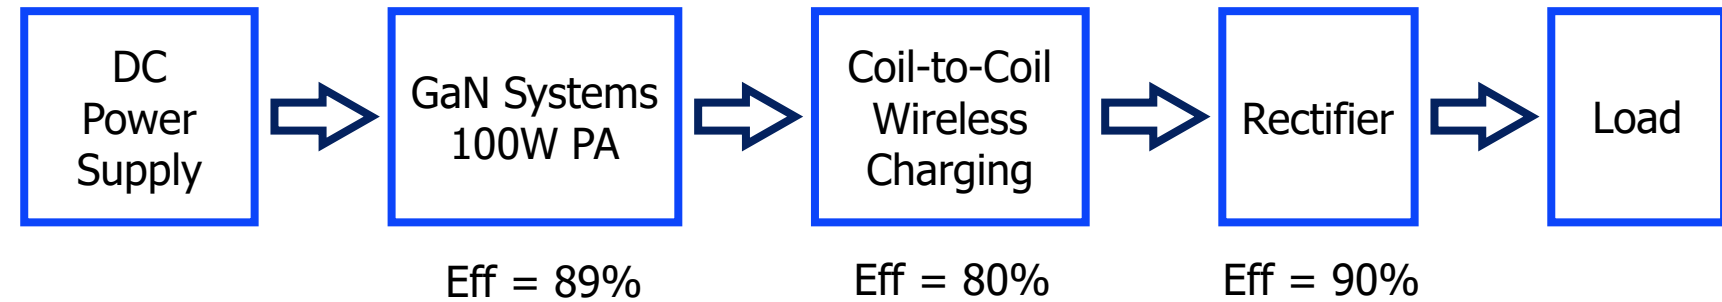 DC
Power
Supply
GaN Systems
100W PA
Coil-to-Coil
Wireless
Charging
Rectifier
Load
Eff = 89%
Eff = 80%
Eff = 90%